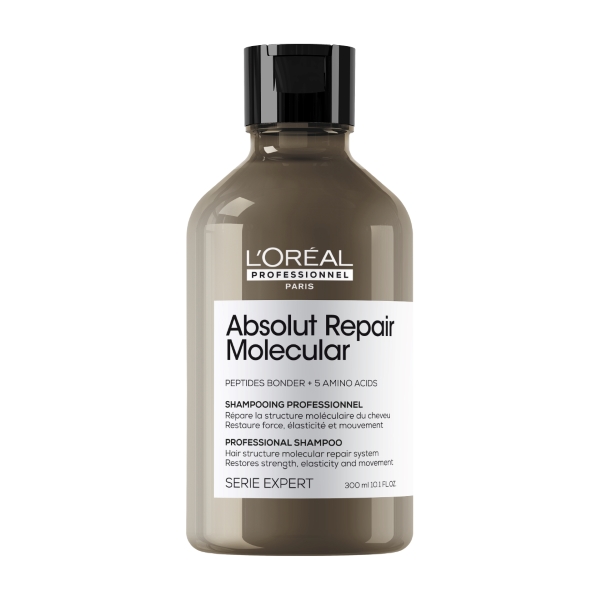 L'ORÉAL
PROFESSIONNEL
PARIS
Absolut Repair
Molecular
PEPTIDES BONDER + 5 AMINO ACIDS
SHAMPOOING PROFESSIONNEL
Répare la structure moléculaire du cheveu
Restaure force, élasticité et mouvement
PROFESSIONAL SHAMPOO
Hair structure molecular repair system
Restores strength, elasticity and movement
SERIE EXPERT
300 ml 10.1 FL.OZ.